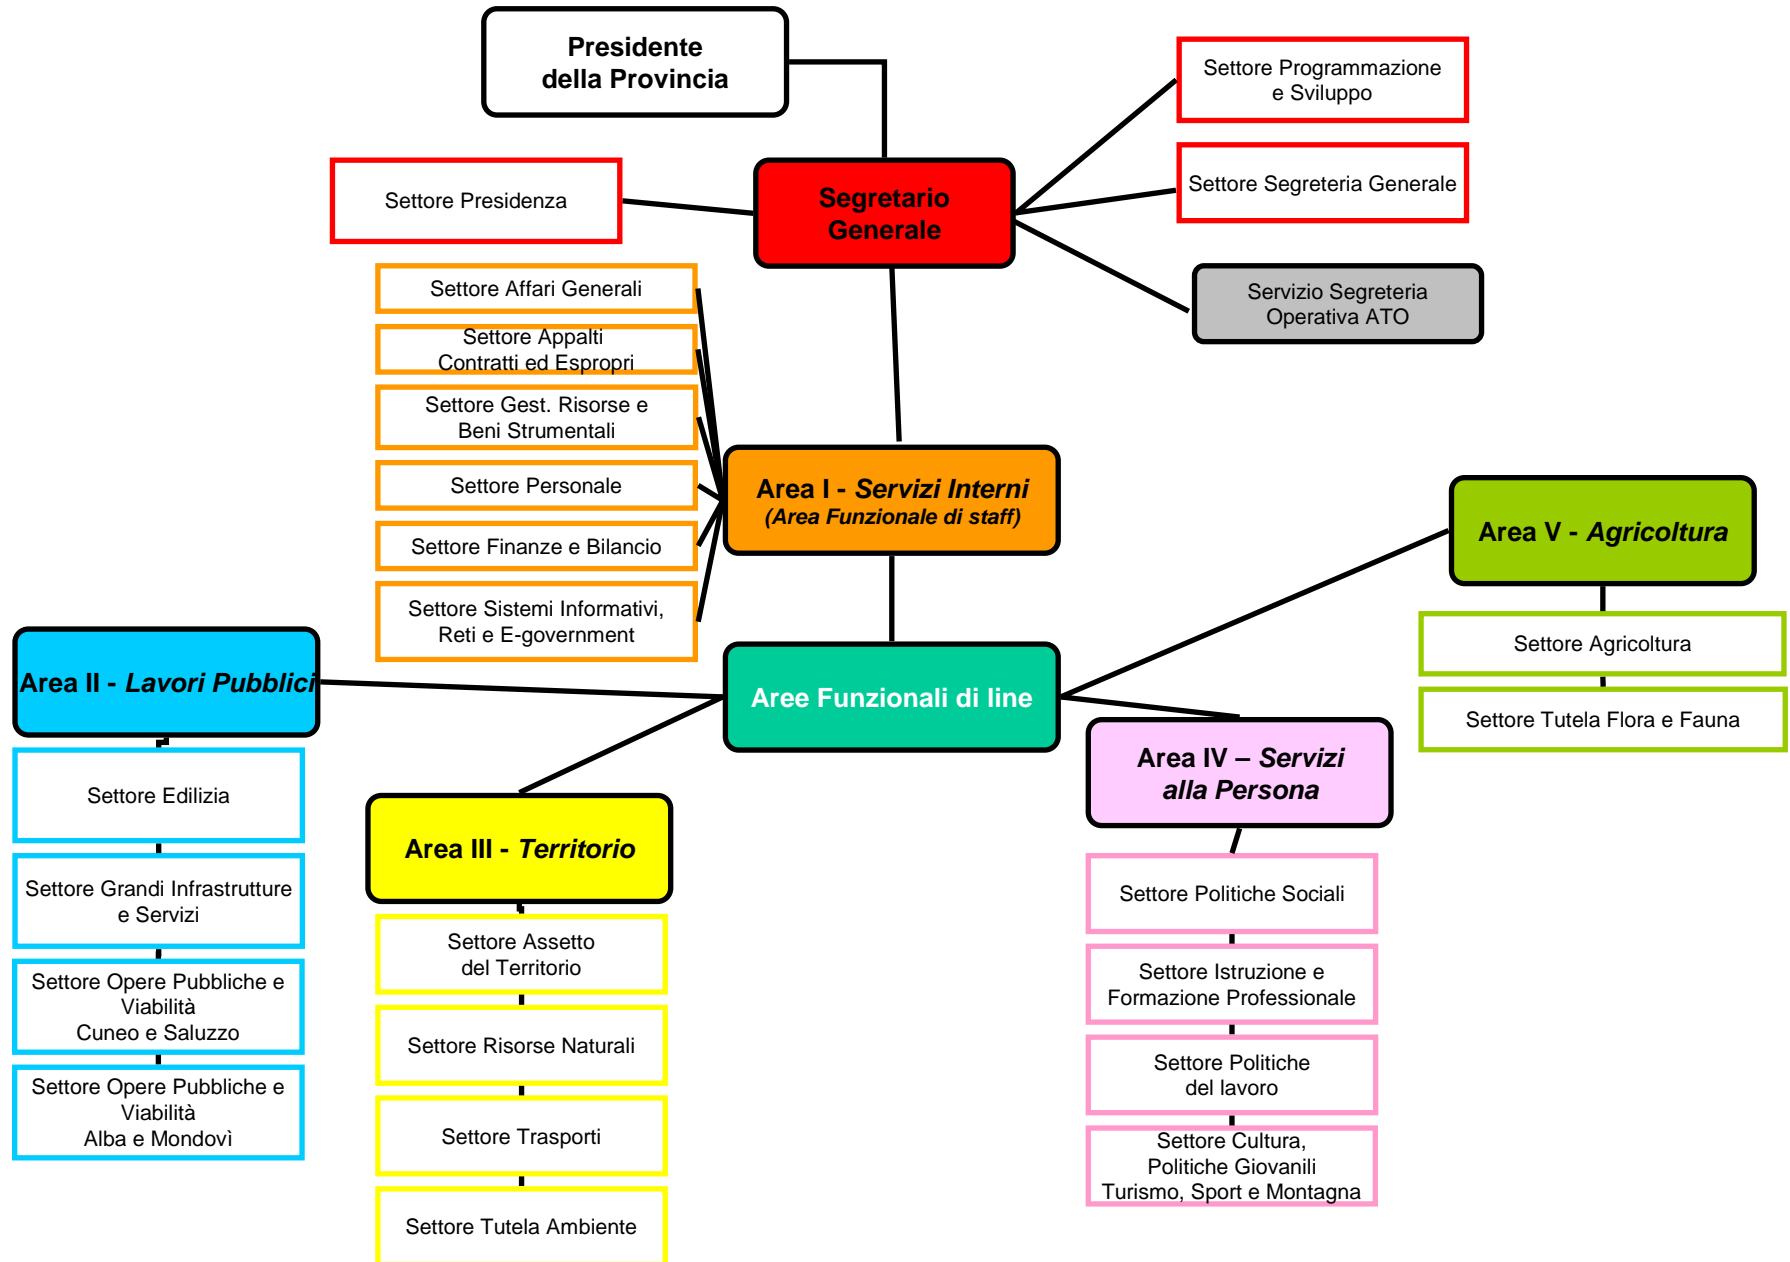 Presidente
della Provincia
Settore Programmazione
e Sviluppo
Settore Presidenza
Segretario
Generale
Settore Segreteria Generale
Servizio Segreteria
Operativa ATO
Settore Affari Generali
Settore Appalti
Contratti ed Espropri
Settore Gest. Risorse e
Beni Strumentali
Settore Personale
Settore Finanze e Bilancio
Settore Sistemi Informativi,
Reti e E-government
Area I - Servizi Interni
(Area Funzionale di staff)
Area V - Agricoltura
Settore Agricoltura
Settore Tutela Flora e Fauna
Area II - Lavori Pubblici
Aree Funzionali di line
Area IV – Servizi
alla Persona
Area III - Territorio
Settore Edilizia
Settore Grandi Infrastrutture
e Servizi
Settore Opere Pubbliche e
Viabilità
Cuneo e Saluzzo
Settore Opere Pubbliche e
Viabilità
Alba e Mondovì
Settore Assetto
del Territorio
Settore Risorse Naturali
Settore Trasporti
Settore Tutela Ambiente
Settore Politiche Sociali
Settore Istruzione e
Formazione Professionale
Settore Politiche
del lavoro
Settore Cultura,
Politiche Giovanili
Turismo, Sport e Montagna